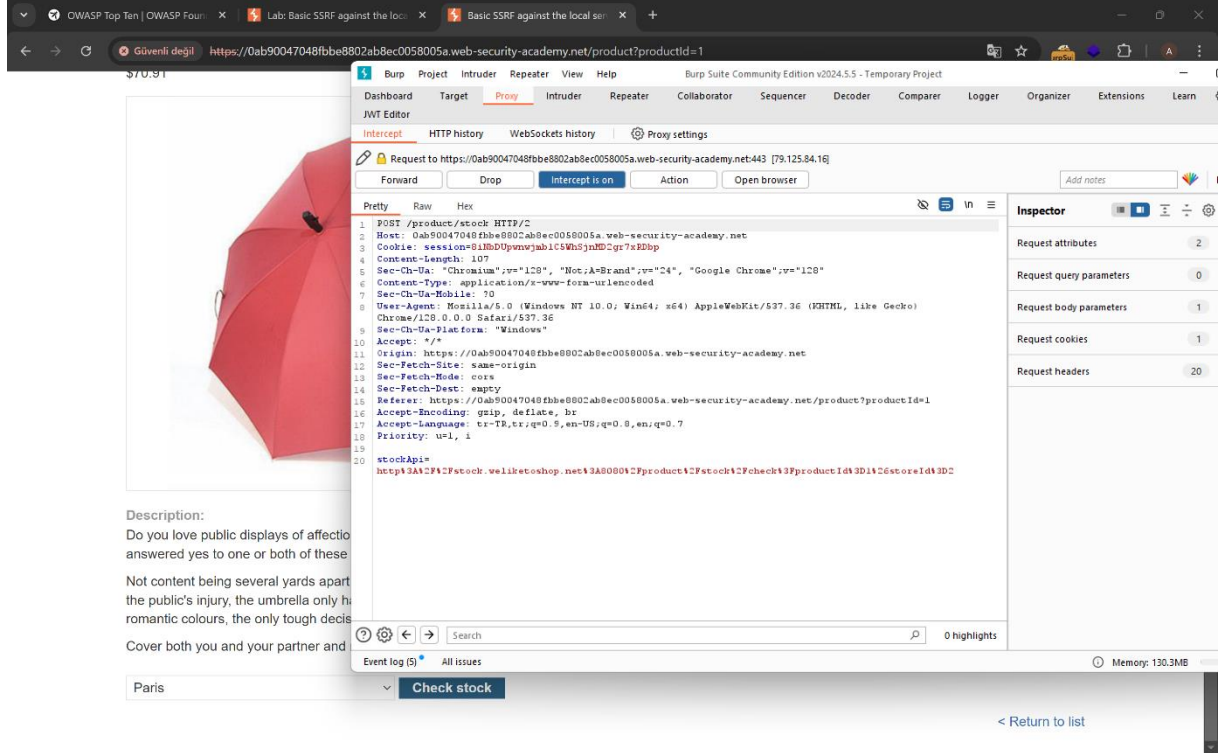 OWASP Top Ten | OWASP Foun
Lab: Basic SSRF against the loca
Basic SSRF against the local ser
Güvenli değil
https://0ab90047048fbbe8802ab8ec0058005a.web-security-academy.net/product?productId=1
A
$70.91
Burp Project Intruder Repeater View Help
Burp Suite Community Edition v2024.5.5 - Temporary Project
Dashboard Target Proxy Intruder Repeater Collaborator Sequencer Decoder Comparer Logger Organizer Extensions Learn
JWT Editor
Intercept HTTP history WebSockets history Proxy settings
Request to https://0ab90047048fbbe8802ab8ec0058005a.web-security-academy.net:443 [79.125.84.16]
Forward Drop Intercept is on Action Open browser Add notes
Pretty Raw Hex \n
1 POST /product/stock HTTP/2
2 Host: 0ab90047048fbbe8802ab8ec0058005a.web-security-academy.net
3 Cookie: session=8iNbDUpwnwjmb1C5WhSjnMD2gr7xRDbp
4 Content-Length: 107
5 Sec-Ch-Ua: "Chromium";v="128", "Not;A=Brand";v="24", "Google Chrome";v="128"
6 Content-Type: application/x-www-form-urlencoded
7 Sec-Ch-Ua-Mobile: ?0
8 User-Agent: Mozilla/5.0 (Windows NT 10.0; Win64; x64) AppleWebKit/537.36 (KHTML, like Gecko)
Chrome/128.0.0.0 Safari/537.36
9 Sec-Ch-Ua-Platform: "Windows"
10 Accept: */*
11 Origin: https://0ab90047048fbbe8802ab8ec0058005a.web-security-academy.net
12 Sec-Fetch-Site: same-origin
13 Sec-Fetch-Mode: cors
14 Sec-Fetch-Dest: empty
15 Referer: https://0ab90047048fbbe8802ab8ec0058005a.web-security-academy.net/product?productId=1
16 Accept-Encoding: gzip, deflate, br
17 Accept-Language: tr-TR,tr;q=0.9,en-US;q=0.8,en;q=0.7
18 Priority: u=1, i
19
20 stockApi=
http%3A%2F%2Fstock.weliketoshop.net%3A8080%2Fproduct%2Fstock%2Fcheck%3FproductId%3D1%26storeId%3D2
Inspector
Request attributes 2
Request query parameters 0
Request body parameters 1
Request cookies 1
Request headers 20
Search
0 highlights
Event log (5) All issues
Memory: 130.3MB
Description:
Do you love public displays of affectio
answered yes to one or both of these
Not content being several yards apart
the public's injury, the umbrella only ha
romantic colours, the only tough decis
Cover both you and your partner and
Paris
Check stock
< Return to list